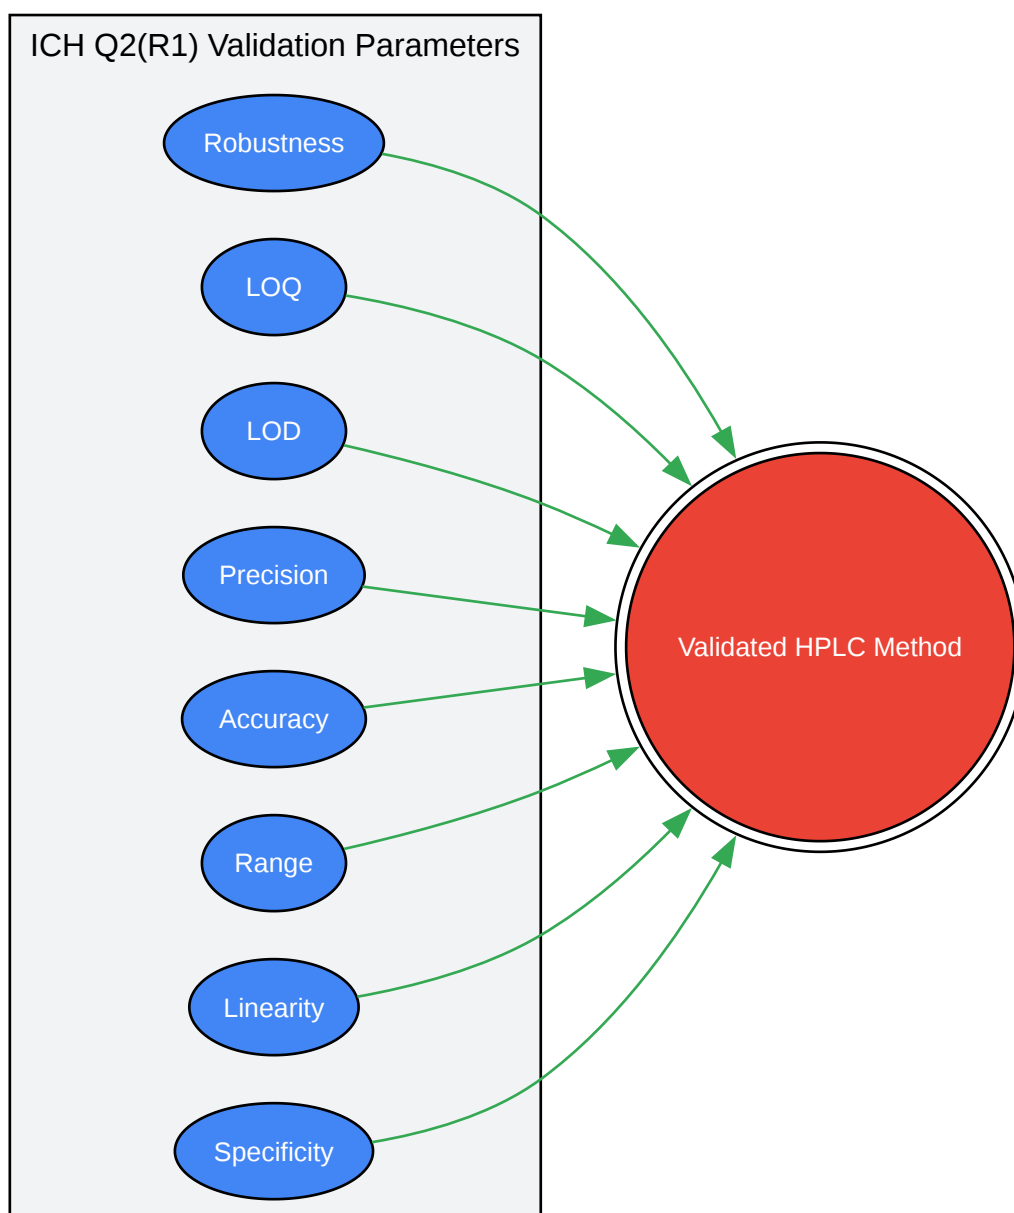 ICH Q2(R1) Validation Parameters
Robustness
LOQ
LOD
Precision
Validated HPLC Method
Accuracy
Range
Linearity
Specificity